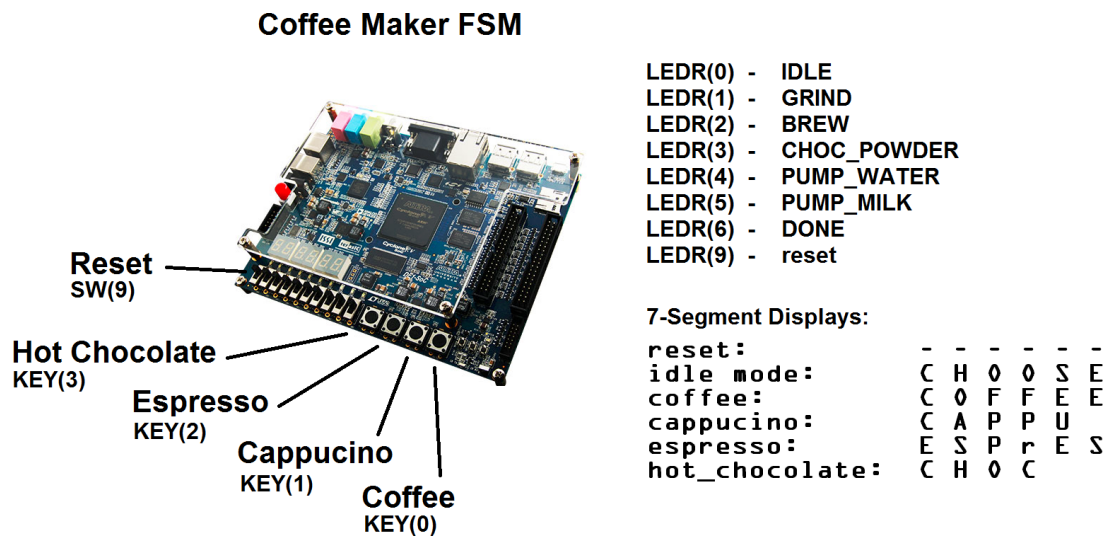 Coffee Maker FSM
LEDR(0) - IDLE
LEDR(1) - GRIND
LEDR(2) - BREW
LEDR(3) - CHOC_POWDER
LEDR(4) - PUMP_WATER
LEDR(5) - PUMP_MILK
LEDR(6) - DONE
LEDR(9) - reset
Reset
SW(9)
Hot Chocolate
KEY(3)
Espresso
KEY(2)
Cappucino
KEY(1)
Coffee
KEY(0)
7-Segment Displays:
reset: - - - - - -
idle mode: C H O O S E
coffee: C O F F E E
cappucino: C A P P U
espresso: E S P r E S
hot_chocolate: C H O C